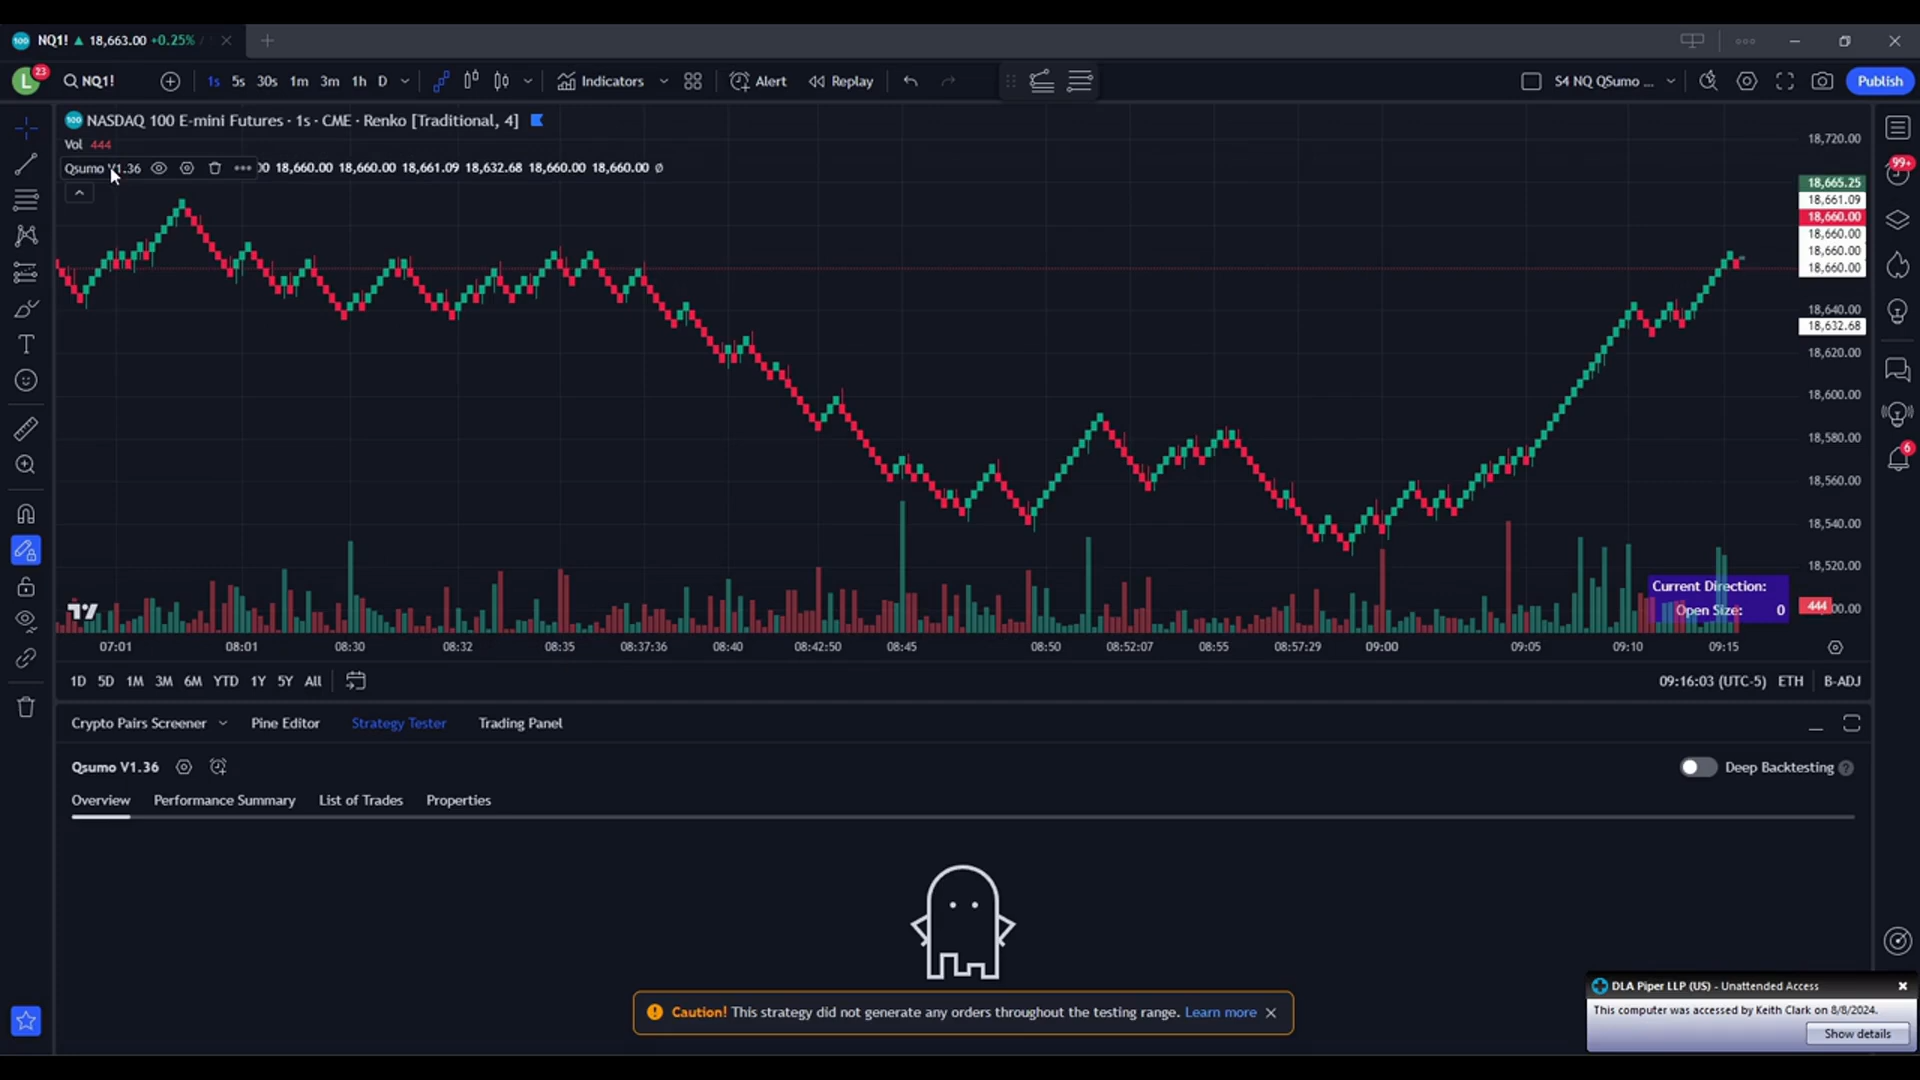 NQ1! ▲ 18,663.00 +0.25% /
L 23 NQ1! 1s 5s 30s 1m 3m 1h D Indicators Alert Replay S4 NQ QSumo ... Publish
100 NASDAQ 100 E-mini Futures · 1s · CME · Renko [Traditional, 4]
Vol 444
Qsumo V1.36 00 18,660.00 18,660.00 18,661.09 18,632.68 18,660.00 18,660.00 ø
18,720.00
99+
18,665.25
18,661.09
18,660.00
18,660.00
18,660.00
18,660.00
18,640.00
18,632.68
18,620.00
18,600.00
18,580.00
6
18,560.00
18,540.00
18,520.00
Current Direction:
Open Size: 0
444 00.00
07:01 08:01 08:30 08:32 08:35 08:37:36 08:40 08:42:50 08:45 08:50 08:52:07 08:55 08:57:29 09:00 09:05 09:10 09:15
1D 5D 1M 3M 6M YTD 1Y 5Y All 09:16:03 (UTC-5) ETH B-ADJ
Crypto Pairs Screener Pine Editor Strategy Tester Trading Panel
Qsumo V1.36 Deep Backtesting ?
Overview Performance Summary List of Trades Properties
Caution! This strategy did not generate any orders throughout the testing range. Learn more
DLA Piper LLP (US) - Unattended Access
This computer was accessed by Keith Clark on 8/8/2024.
Show details